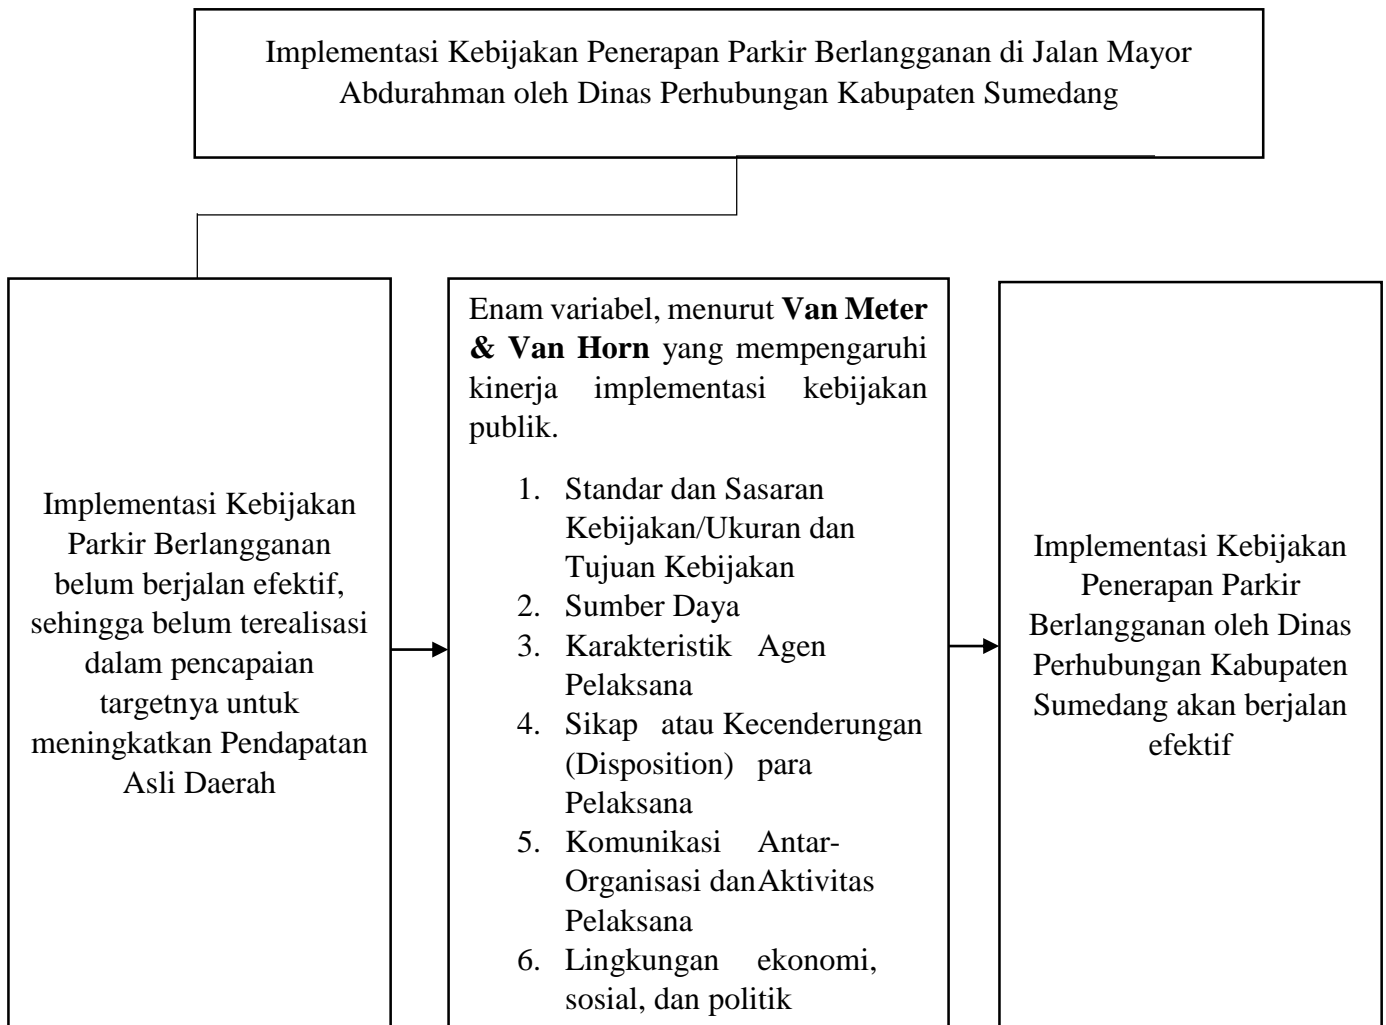 Implementasi Kebijakan Penerapan Parkir Berlangganan di Jalan Mayor
Abdurahman oleh Dinas Perhubungan Kabupaten Sumedang
Implementasi Kebijakan
Parkir Berlangganan
belum berjalan efektif,
sehingga belum terealisasi
dalam pencapaian
targetnya untuk
meningkatkan Pendapatan
Asli Daerah
Enam variabel, menurut Van Meter
& Van Horn yang mempengaruhi
kinerja implementasi kebijakan
publik.
1. Standar dan Sasaran
Kebijakan/Ukuran dan
Tujuan Kebijakan
2. Sumber Daya
3. Karakteristik Agen
Pelaksana
4. Sikap atau Kecenderungan
(Disposition) para
Pelaksana
5. Komunikasi Antar-
Organisasi danAktivitas
Pelaksana
6. Lingkungan ekonomi,
sosial, dan politik
Implementasi Kebijakan
Penerapan Parkir
Berlangganan oleh Dinas
Perhubungan Kabupaten
Sumedang akan berjalan
efektif